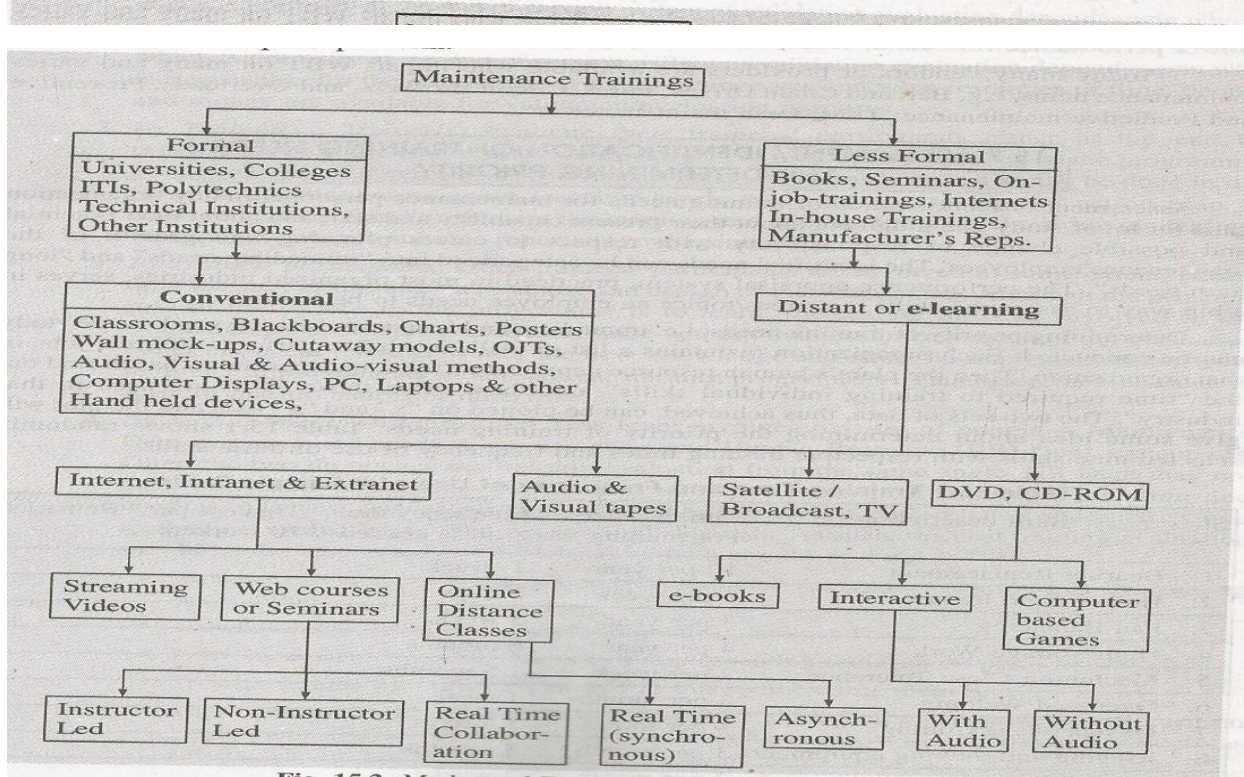 Maintenance Trainings
Formal
Universities, Colleges
ITIs, Polytechnics
Technical Institutions,
Other Institutions
Less Formal
Books, Seminars, On-
job-trainings, Internets
In-house Trainings,
Manufacturer's Reps.
Conventional
Classrooms, Blackboards, Charts, Posters
Wall mock-ups, Cutaway models, OJTs,
Audio, Visual & Audio-visual methods,
Computer Displays, PC, Laptops & other
Hand held devices,
Distant or e-learning
Internet, Intranet & Extranet
Audio &
Visual tapes
Satellite /
Broadcast, TV
DVD, CD-ROM
Streaming
Videos
Web courses
or Seminars
Online
Distance
Classes
e-books
Interactive
Computer
based
Games
Instructor
Led
Non-Instructor
Led
Real Time
Collabor-
ation
Real Time
(synchro-
nous)
Asynch-
ronous
With
Audio
Without
Audio